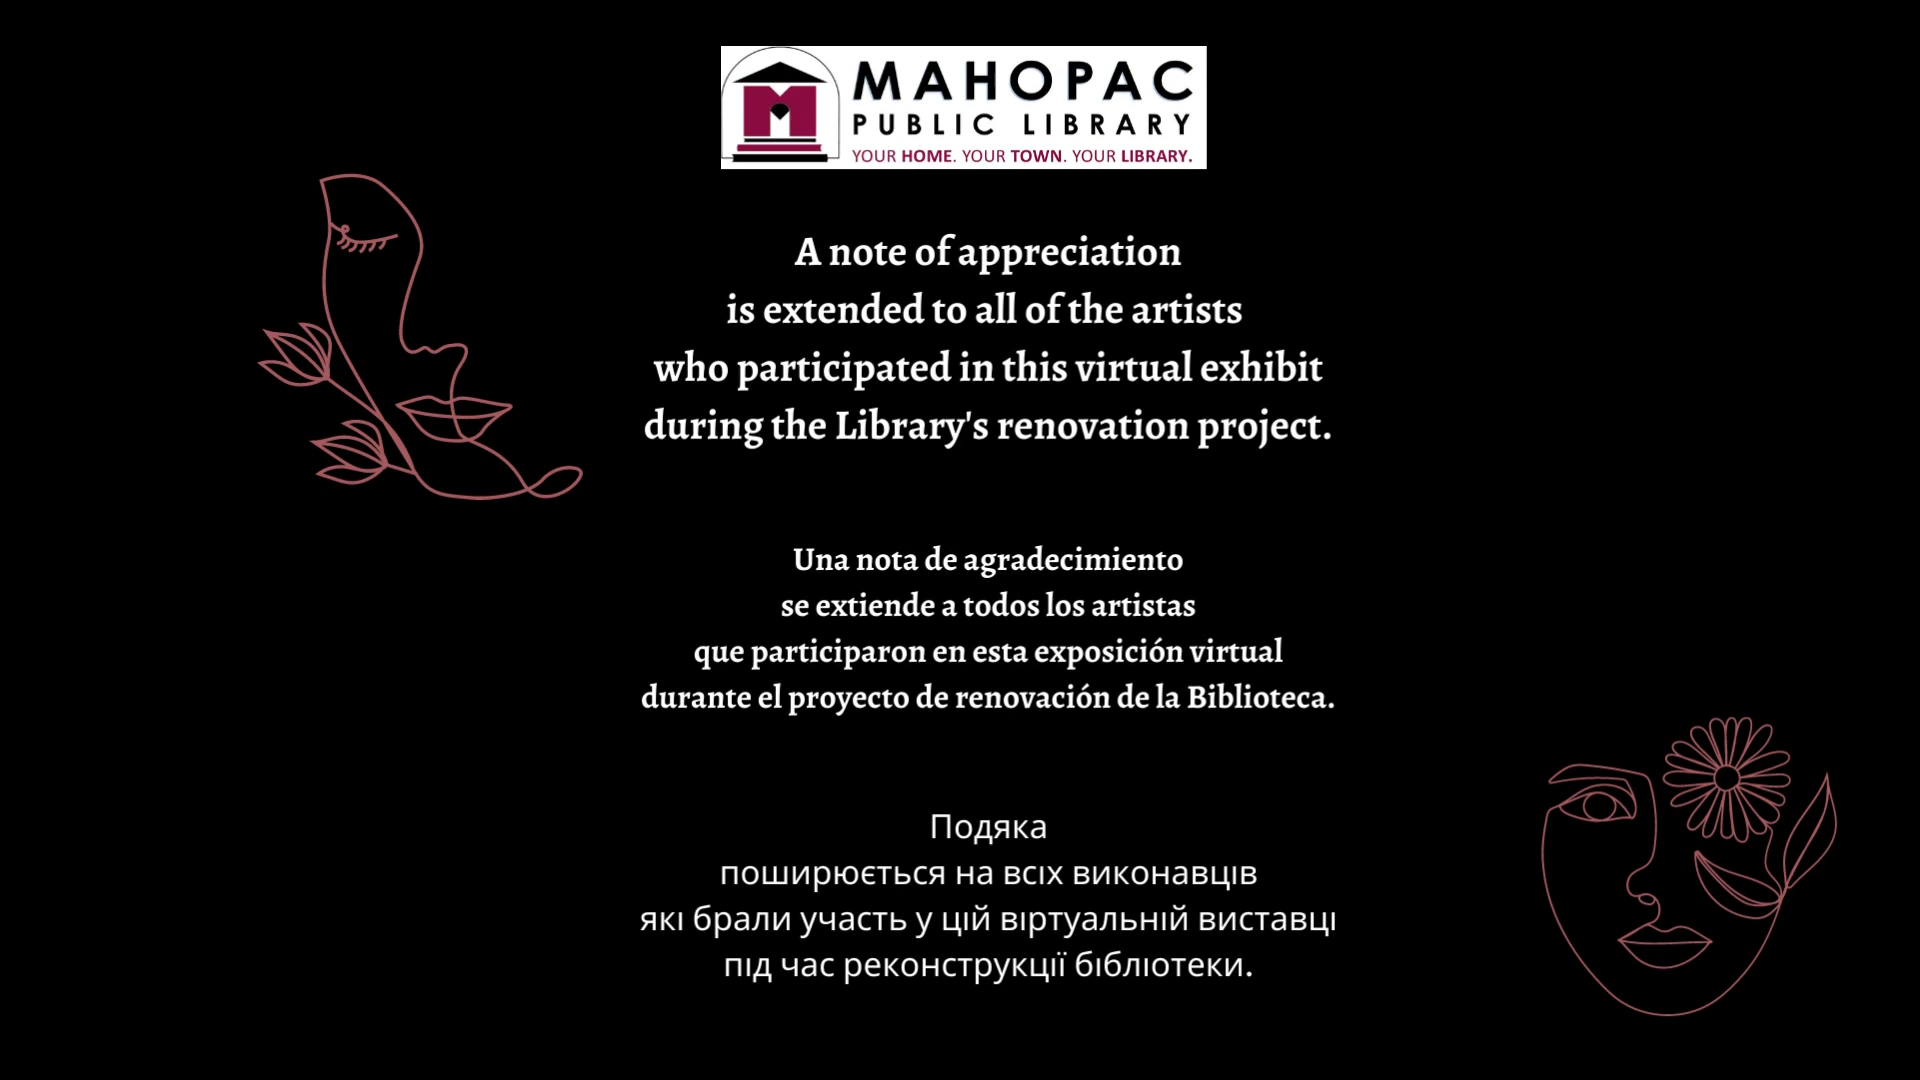 MAHOPAC
PUBLIC LIBRARY
YOUR HOME. YOUR TOWN. YOUR LIBRARY.
A note of appreciation
is extended to all of the artists
who participated in this virtual exhibit
during the Library's renovation project.
Una nota de agradecimiento
se extiende a todos los artistas
que participaron en esta exposición virtual
durante el proyecto de renovación de la Biblioteca.
Подяка
поширюється на всіх виконавців
які брали участь у цій віртуальній виставці
під час реконструкції бібліотеки.